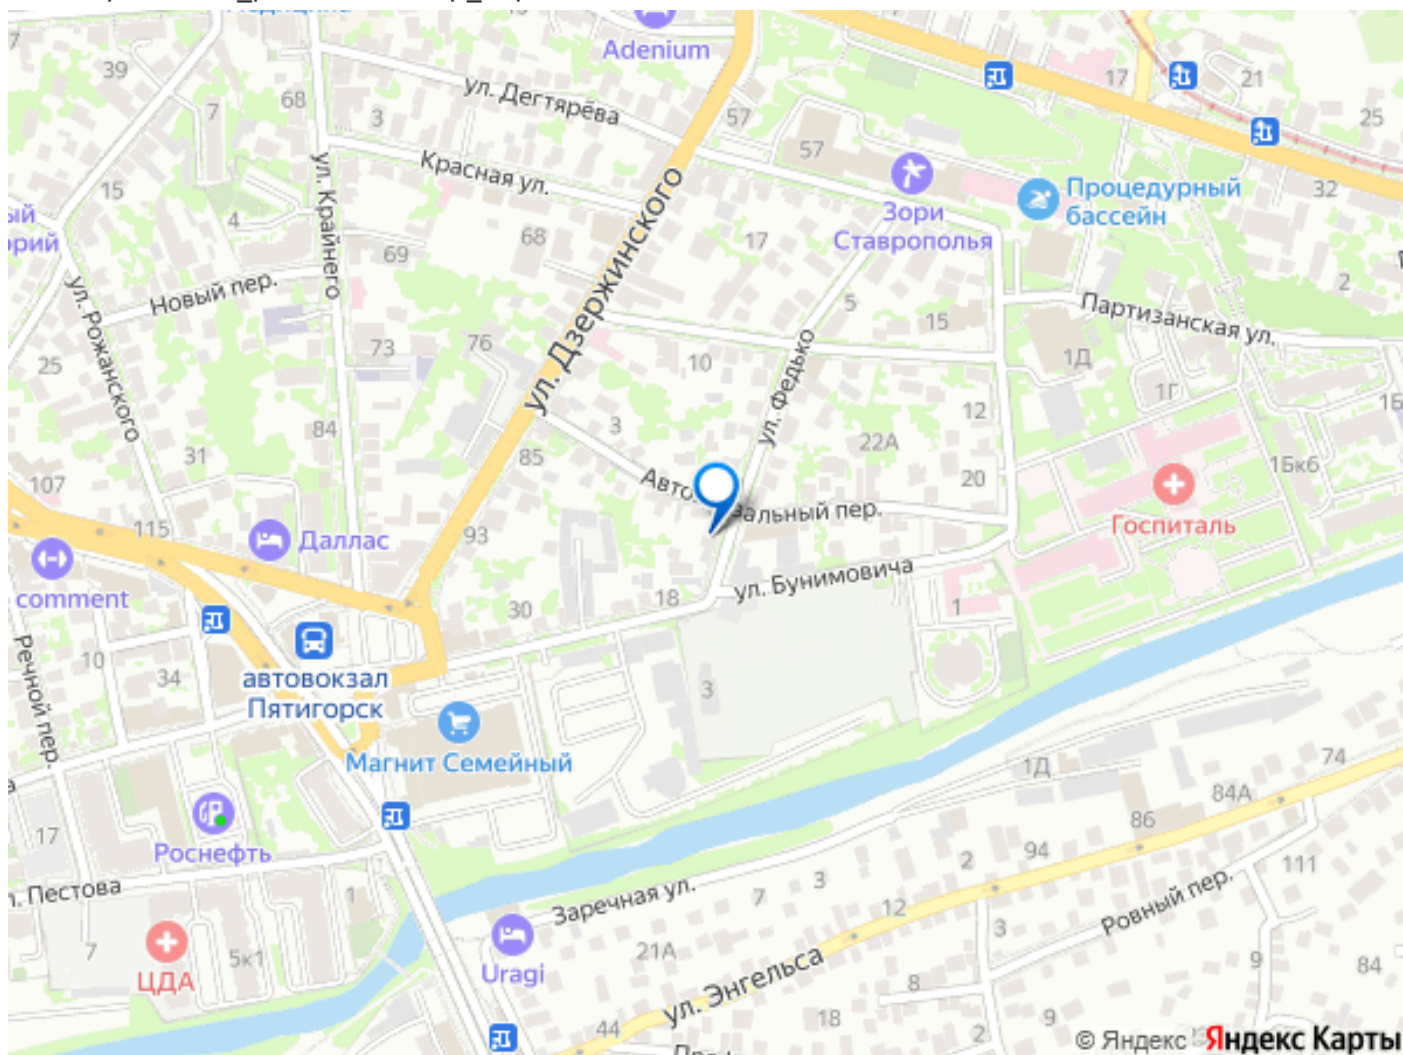 Adenium
39
7
68
3
ул. Дегтярёва
57
17
21
25
57
15
ул. Крайнего
Красная ул.
Зори
Ставрополья
Процедурный
бассейн
32
4
68
17
69
2
Новый пер.
ул. Рожанского
ул. Дзержинского
5
15
Партизанская ул.
25
73
76
10
ул. Федько
1Д
1Г
12
84
3
22А
31
85
20
1Бк6
107
115
Даллас
93
Госпиталь
comment
30
18
ул. Бунимовича
1
Речной пер.
10
34
автовокзал
Пятигорск
3
Магнит Семейный
1Д
74
84А
86
17
Роснефть
94
2
111
3
7
Заречная ул.
12
Ровный пер.
1
7
5к1
ЦДА
Uragi
21А
ул. Энгельса
3
8
9
84
44
18
2
9
© Яндекс Яндекс Карты